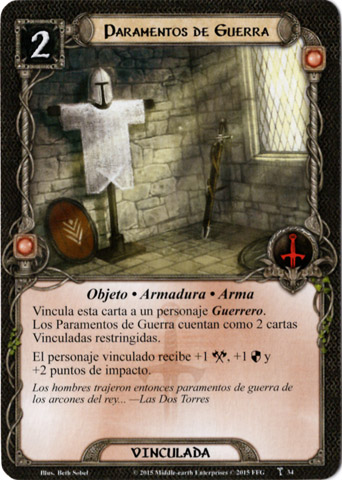 2
PARAMENTOS DE GUERRA
Objeto • Armadura • Arma
Vincula esta carta a un personaje Guerrero.
Los Paramentos de Guerra cuentan como 2 cartas
Vinculadas restringidas.
El personaje vinculado recibe +1 , +1 y
+2 puntos de impacto.
Los hombres trajeron entonces paramentos de guerra de
los arcones del rey... —Las Dos Torres
VINCULADA
Illus. Beth Sobel © 2015 Middle-earth Enterprises © 2015 FFG 34